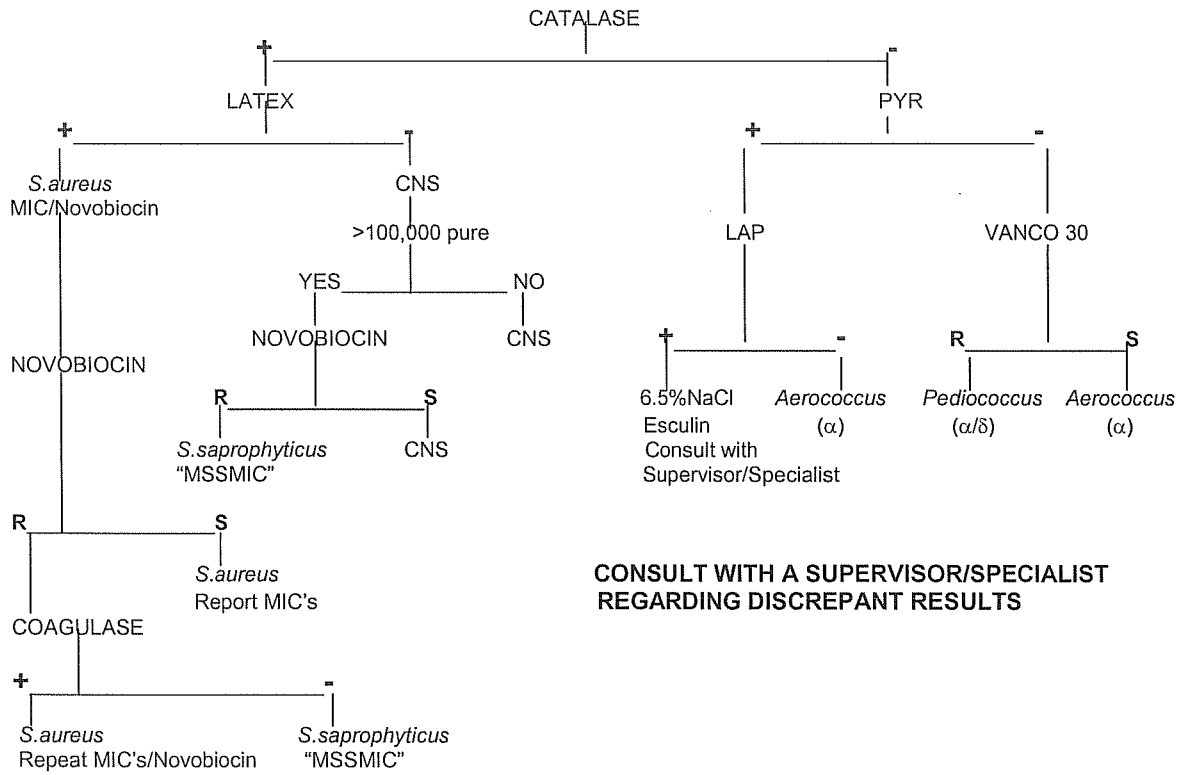 CATALASE
+ -
LATEX PYR
+ - + -
S.aureus CNS
MIC/Novobiocin >100,000 pure LAP VANCO 30
YES NO
NOVOBIOCIN CNS
NOVOBIOCIN + - R S
R S 6.5%NaCl Aerococcus Pediococcus Aerococcus
Esculin (α) (α/δ) (α)
S.saprophyticus CNS Consult with
"MSSMIC" Supervisor/Specialist
R S
S.aureus CONSULT WITH A SUPERVISOR/SPECIALIST
Report MIC's REGARDING DISCREPANT RESULTS
COAGULASE
+ -
S.aureus S.saprophyticus
Repeat MIC's/Novobiocin "MSSMIC"